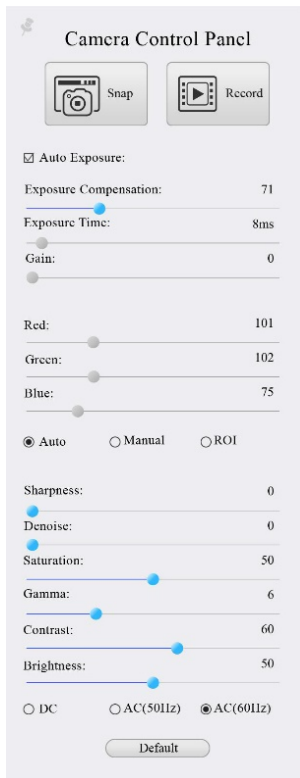 Camera Control Panel
Snap Record
Auto Exposure:
Exposure Compensation: 71
Exposure Time: 8ms
Gain: 0
Red: 101
Green: 102
Blue: 75
Auto Manual ROI
Sharpness: 0
Denoise: 0
Saturation: 50
Gamma: 6
Contrast: 60
Brightness: 50
DC AC(50Hz) AC(60Hz)
Default